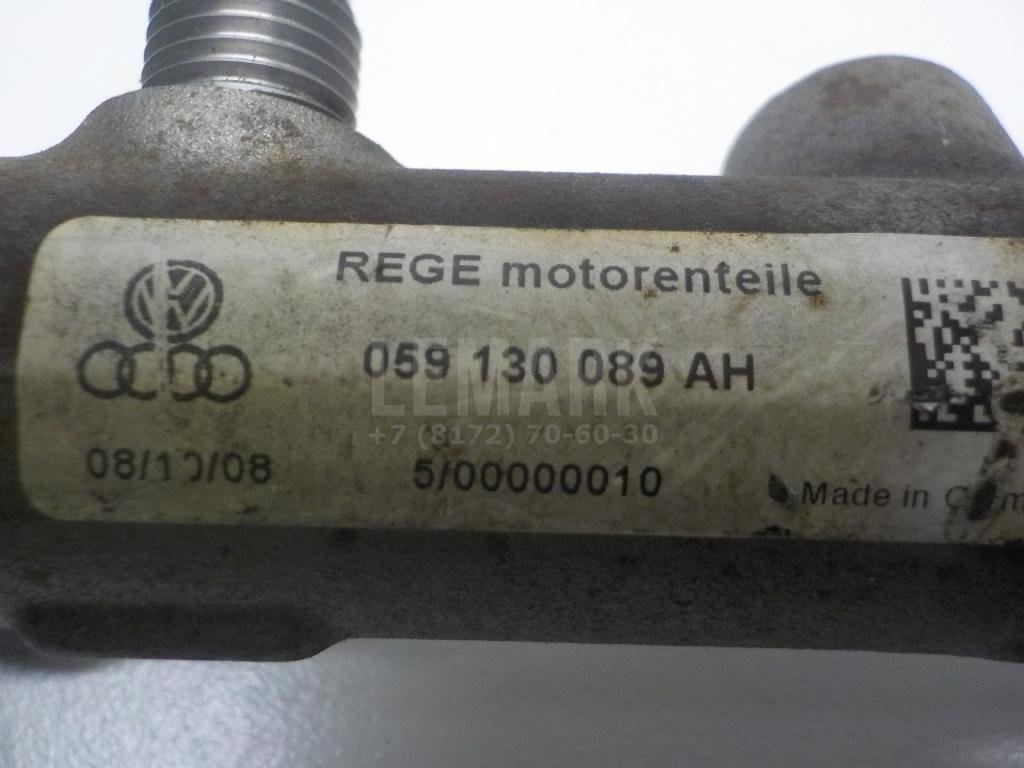 REGE motorenteile
059 130 089 AH
LEMARK
+7 (8172) 70-60-30
08/10/08
5/00000010
Made in